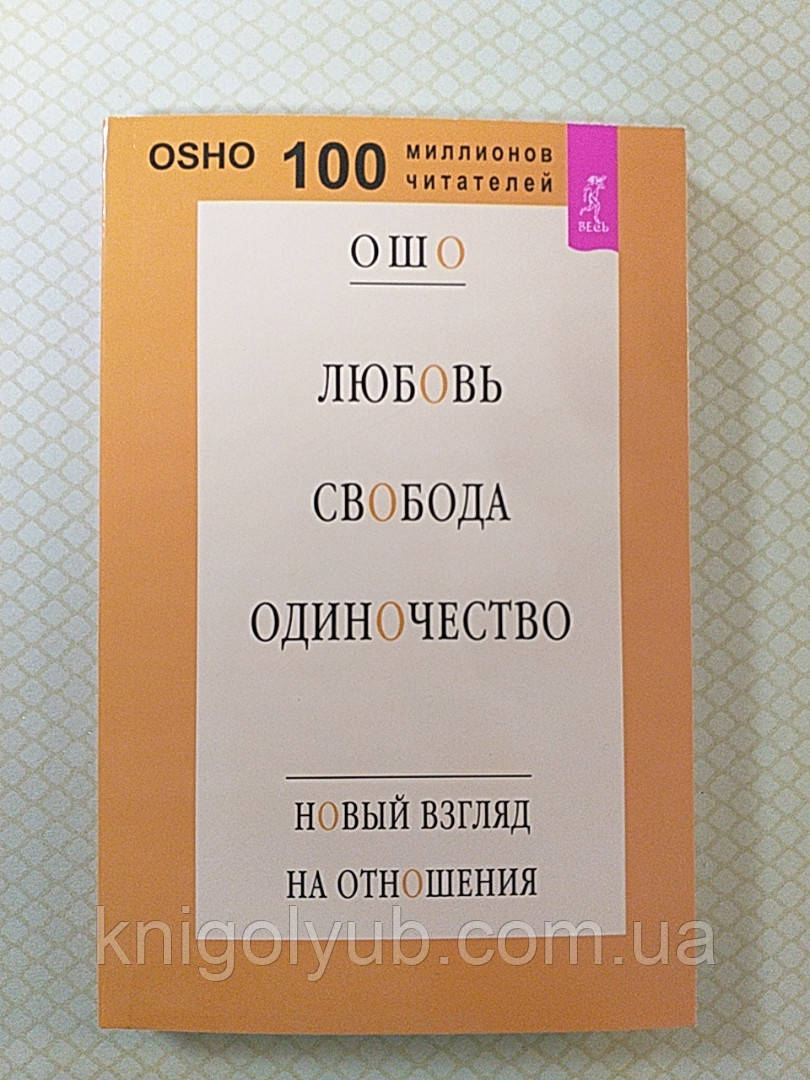 OSHO 100 МИЛЛИОНОВ
ЧИТАТЕЛЕЙ
ВЕСЬ
ОШО
ЛЮБОВЬ
СВОБОДА
ОДИНОЧЕСТВО
НОВЫЙ ВЗГЛЯД
НА ОТНОШЕНИЯ
knigolyub.com.ua